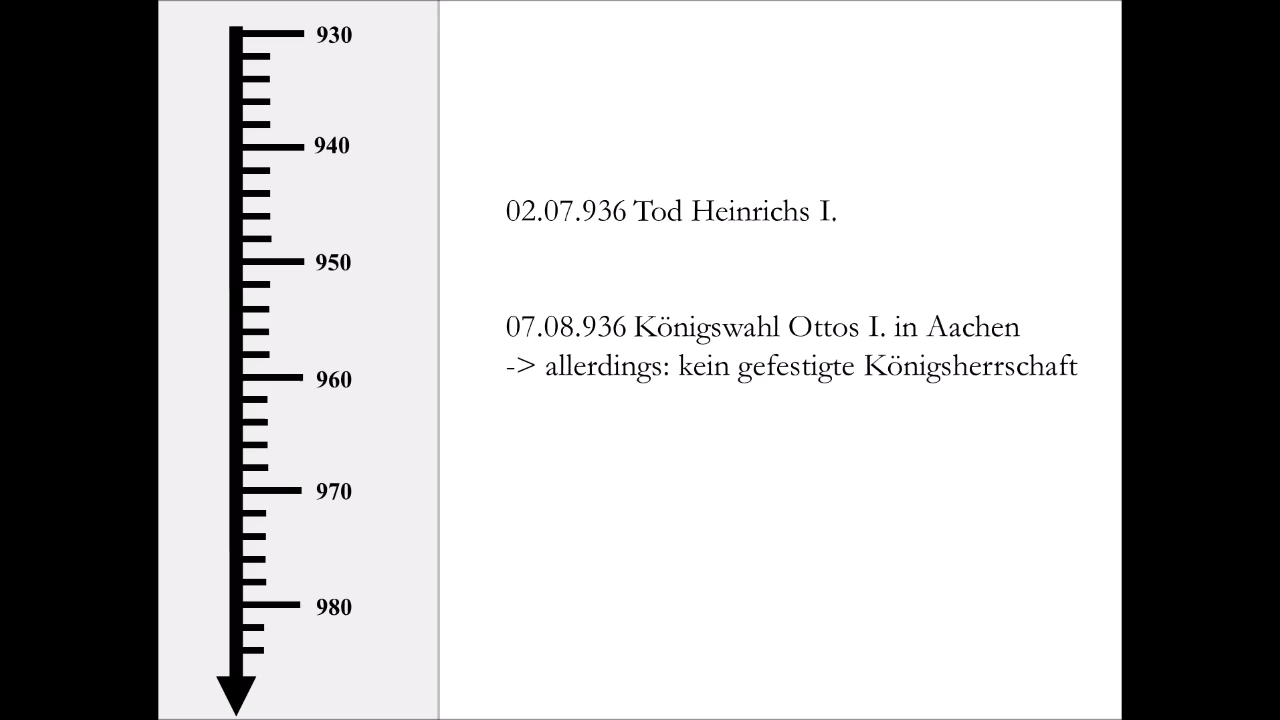 930
940
950
960
970
980
02.07.936 Tod Heinrichs I.
07.08.936 Königswahl Ottos I. in Aachen
-> allerdings: kein gefestigte Königsherrschaft